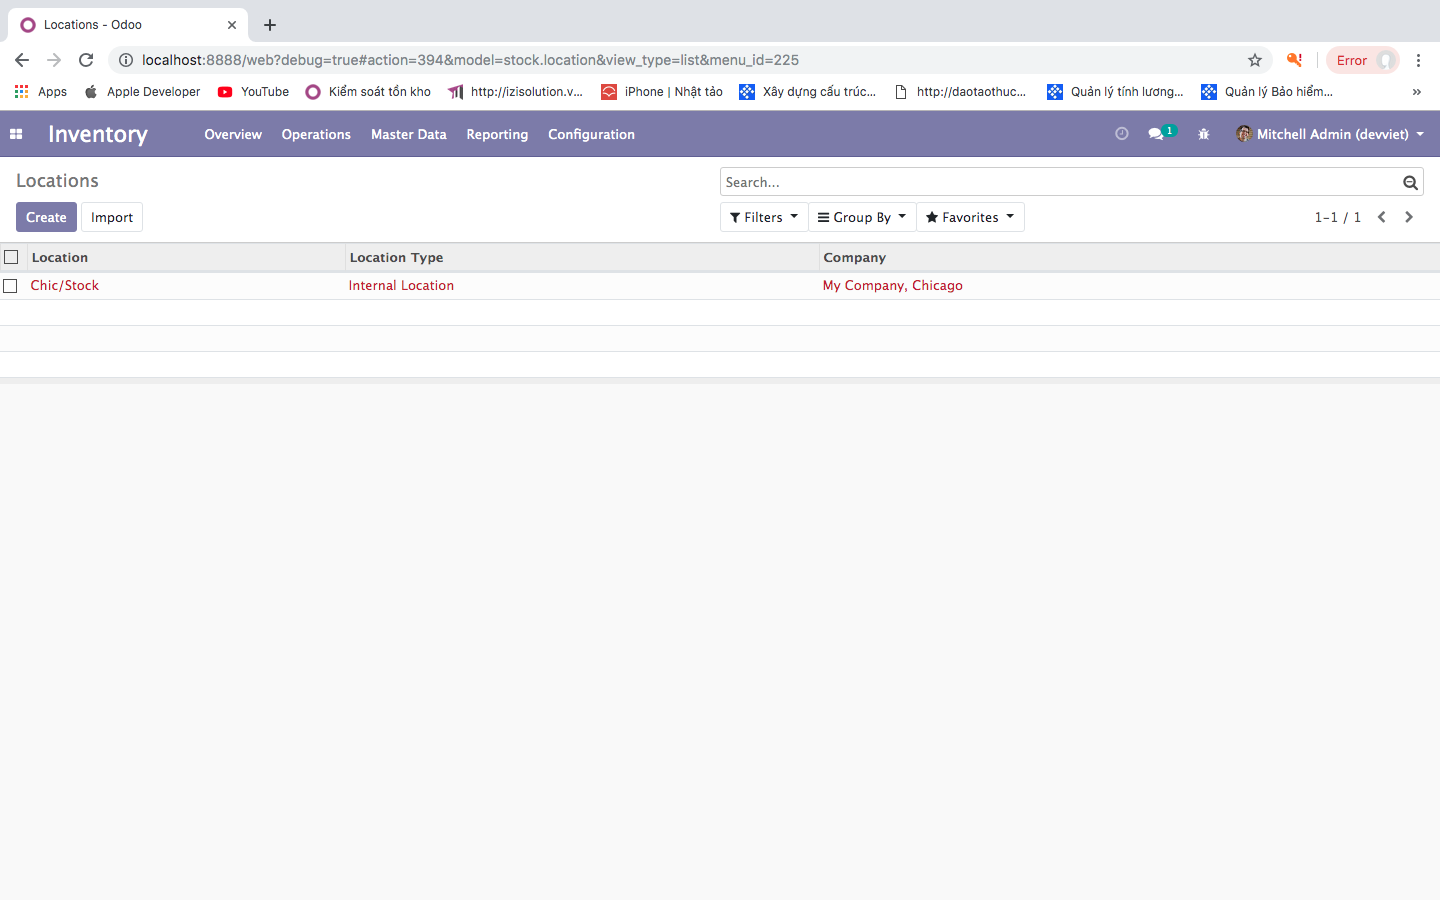 Locations - Odoo
localhost:8888/web?debug=true#action=394&model=stock.location&view_type=list&menu_id=225
Error
Apps Apple Developer YouTube Kiểm soát tồn kho http://izisolution.v... iPhone | Nhật tảo Xây dựng cấu trúc... http://daotaothuc... Quản lý tính lương... Quản lý Bảo hiểm... »
Inventory Overview Operations Master Data Reporting Configuration 1 Mitchell Admin (devviet)
Locations
Search...
Create Import
Filters Group By Favorites 1-1 / 1
Location Location Type Company
Chic/Stock Internal Location My Company, Chicago